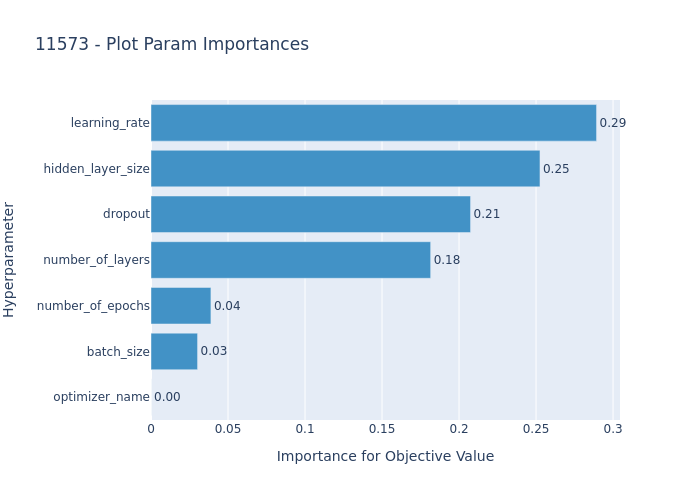 11573 - Plot Param Importances
Hyperparameter
learning_rate 0.29
hidden_layer_size 0.25
dropout 0.21
number_of_layers 0.18
number_of_epochs 0.04
batch_size 0.03
optimizer_name 0.00
0 0.05 0.1 0.15 0.2 0.25 0.3
Importance for Objective Value